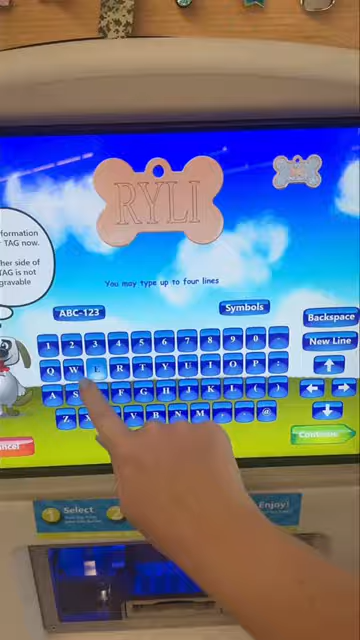 RYLI
formation
TAG now.
her side of
TAG is not
gravable
You may type up to four lines
ABC-123
Symbols
Backspace
1 2 3 4 5 6 7 8 9 0
New Line
Q W E R T Y U I O P :
A S F G H J K L ( )
Z V B N M @
ncel
Continue
1 Select
2
Enjoy!